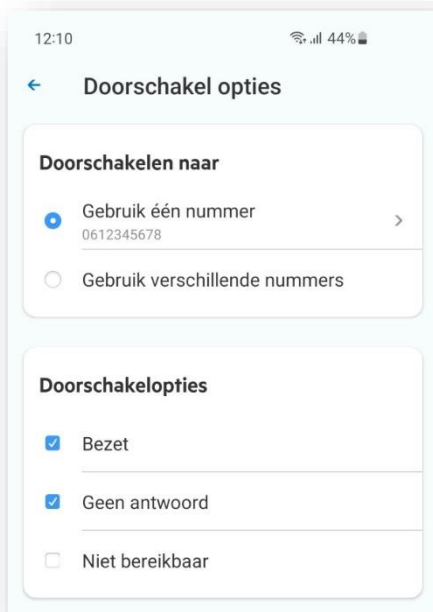 12:10 44%
Doorschakel opties
Doorschakelen naar
Gebruik één nummer
0612345678
Gebruik verschillende nummers
Doorschakelopties
Bezet
Geen antwoord
Niet bereikbaar